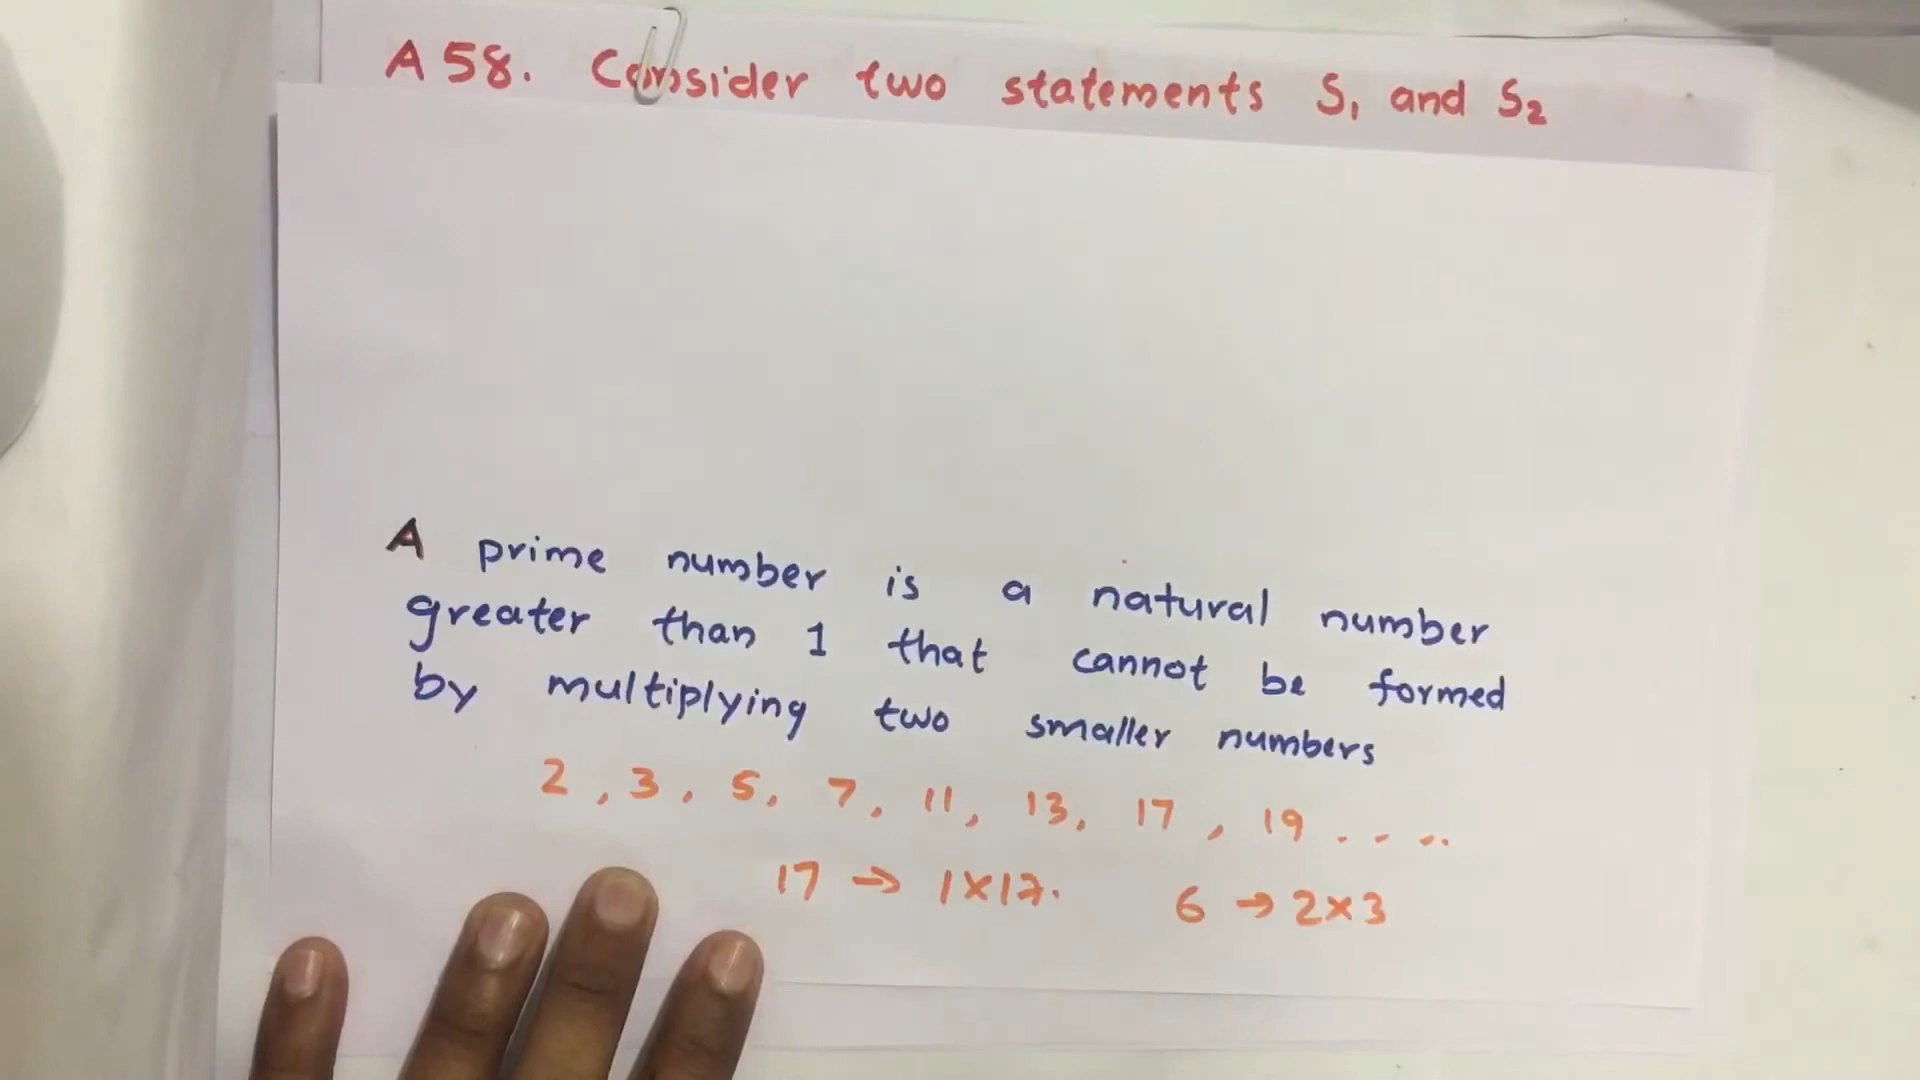 A 58. Consider two statements S₁ and S₂
A prime number is a natural number
greater than 1 that cannot be formed
by multiplying two smaller numbers
2, 3, 5, 7, 11, 13, 17, 19 . . . .
17 → 1×17. 6 → 2×3